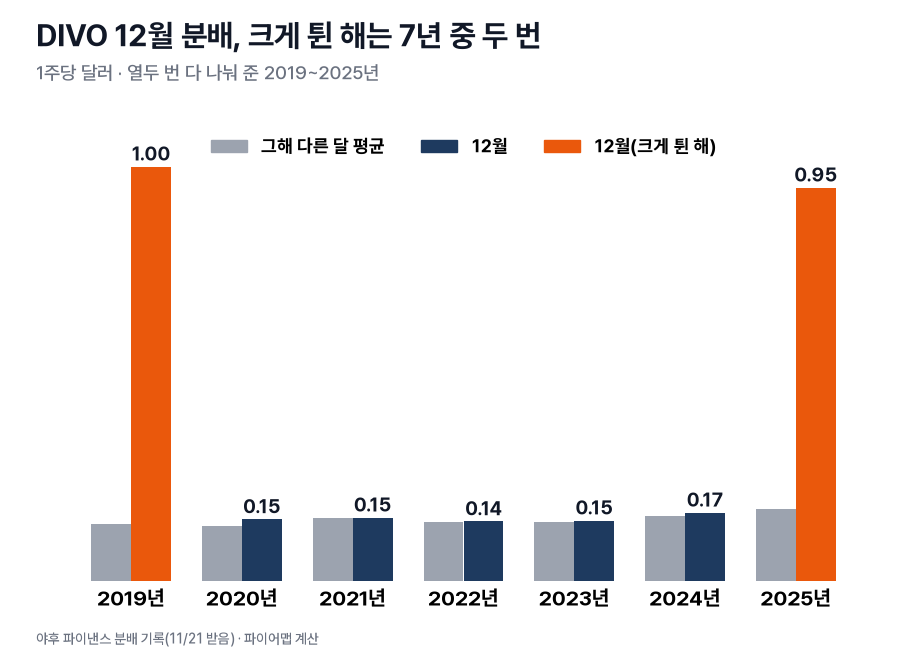 DIVO 12월 분배, 크게 튄 해는 7년 중 두 번
1주당 달러 · 열두 번 다 나눠 준 2019~2025년
그해 다른 달 평균 12월 12월(크게 튄 해)
1.00 0.15 0.15 0.14 0.15 0.17 0.95
2019년 2020년 2021년 2022년 2023년 2024년 2025년
야후 파이낸스 분배 기록(11/21 받음) · 파이어맵 계산